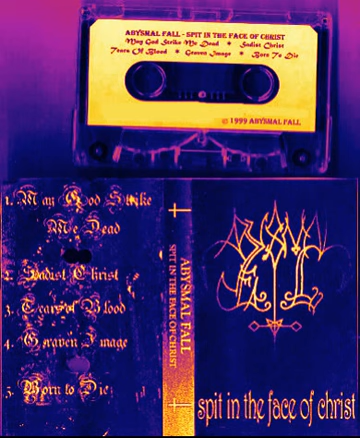 ABYSMAL FALL - SPIT IN THE FACE OF CHRIST
May God Strike Me Dead * Sadist Christ
Tears Of Blood * Graven Image * Born To Die
© 1999 ABYSMAL FALL
1. May God Strike
Me Dead
2. Sadist Christ
3. Tears of Blood
4. Graven Image
5. Born to Die
ABYSMAL FALL
SPIT IN THE FACE OF CHRIST
ABYSMAL
FALL
spit in the face of christ